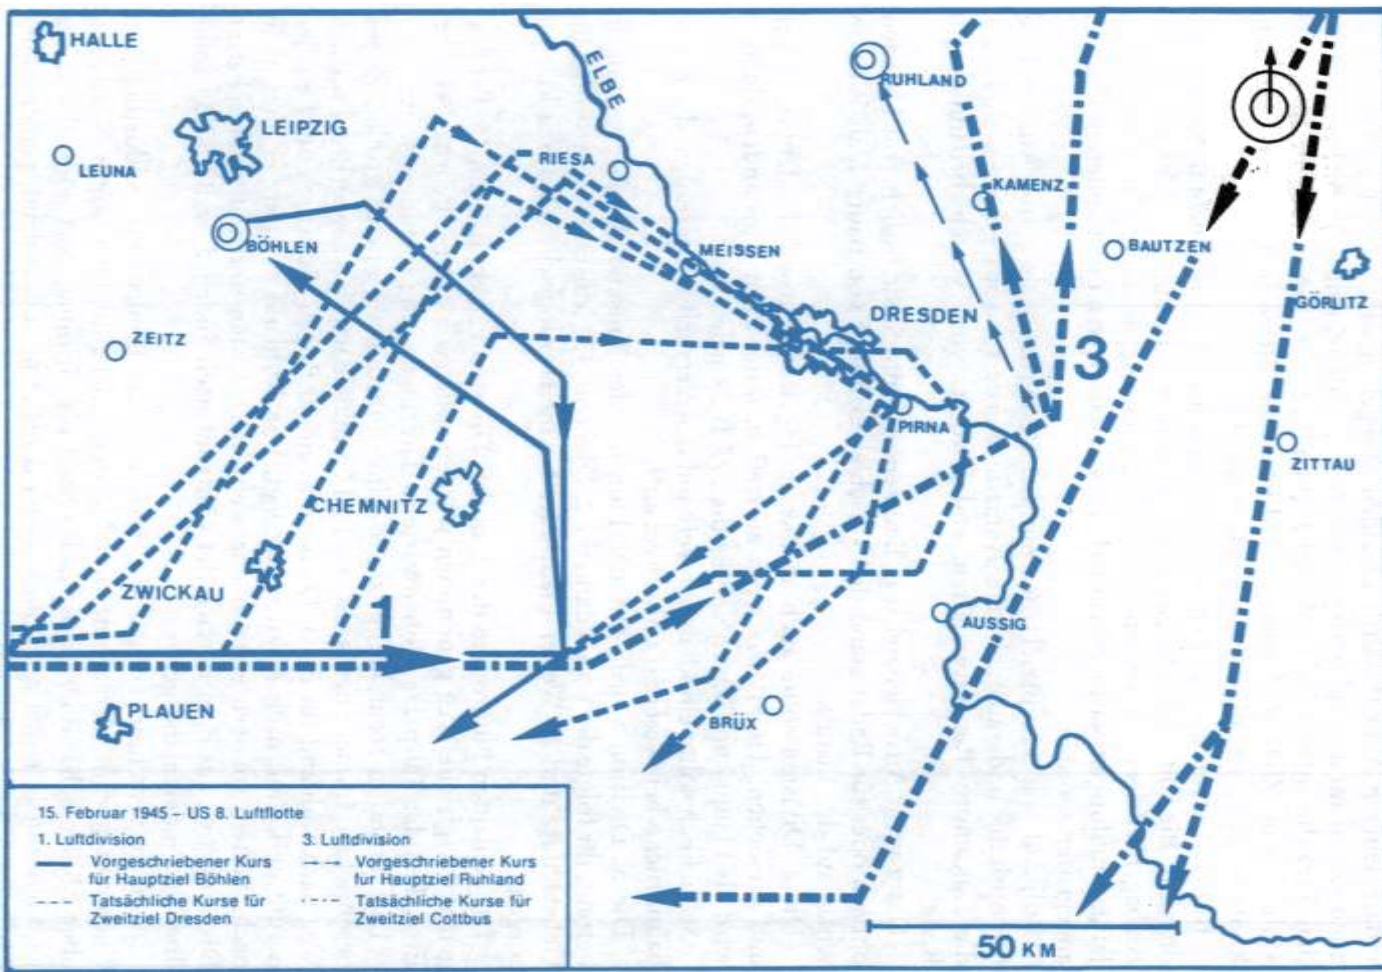 HALLE
ELBE
RUHLAND
LEIPZIG
LEUNA
RIESA
KAMENZ
BÖHLEN
MEISSEN
BAUTZEN
GÖRLITZ
DRESDEN
ZEITZ
3
PIRNA
ZITTAU
CHEMNITZ
ZWICKAU
1
AUSSIG
PLAUEN
BRÜX
15. Februar 1945 – US 8. Luftflotte
1. Luftdivision
Vorgeschriebener Kurs
für Hauptziel Böhlen
Tatsächliche Kurse für
Zweitziel Dresden
3. Luftdivision
Vorgeschriebener Kurs
für Hauptziel Ruhland
Tatsächliche Kurse für
Zweitziel Cottbus
50 KM